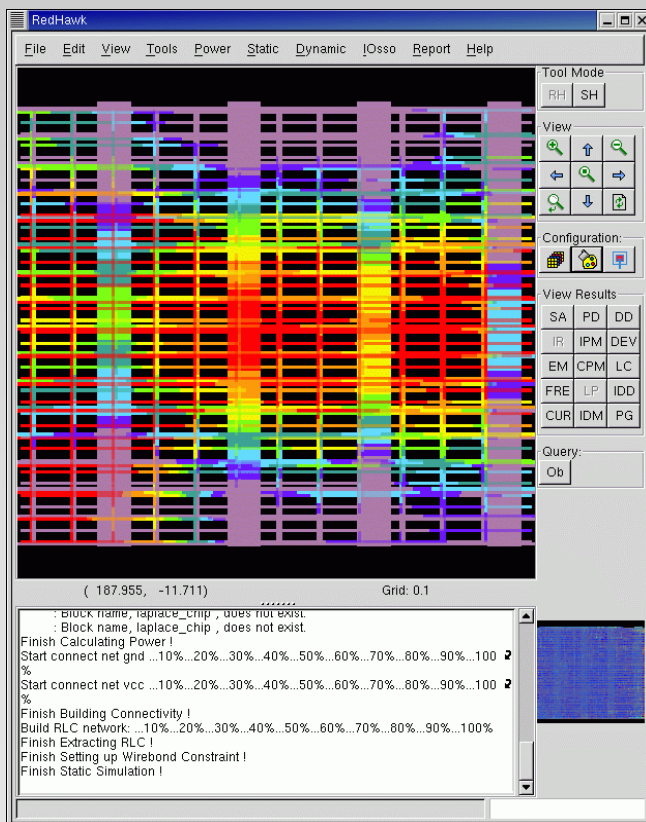 RedHawk
File Edit View Tools Power Static Dynamic IOsso Report Help
Tool Mode
RH SH
View
Configuration:
View Results
SA PD DD
IR IPM DEV
EM CPM LC
FRE LP IDD
CUR IDM PG
Query:
Ob
( 187.955, -11.711) Grid: 0.1
: Block name, laplace_chip , does not exist.
: Block name, laplace_chip , does not exist.
Finish Calculating Power !
Start connect net gnd ...10%...20%...30%...40%...50%...60%...70%...80%...90%...100
%
Start connect net vcc ...10%...20%...30%...40%...50%...60%...70%...80%...90%...100
%
Finish Building Connectivity !
Build RLC network: ...10%...20%...30%...40%...50%...60%...70%...80%...90%...100%
Finish Extracting RLC !
Finish Setting up Wirebond Constraint !
Finish Static Simulation !